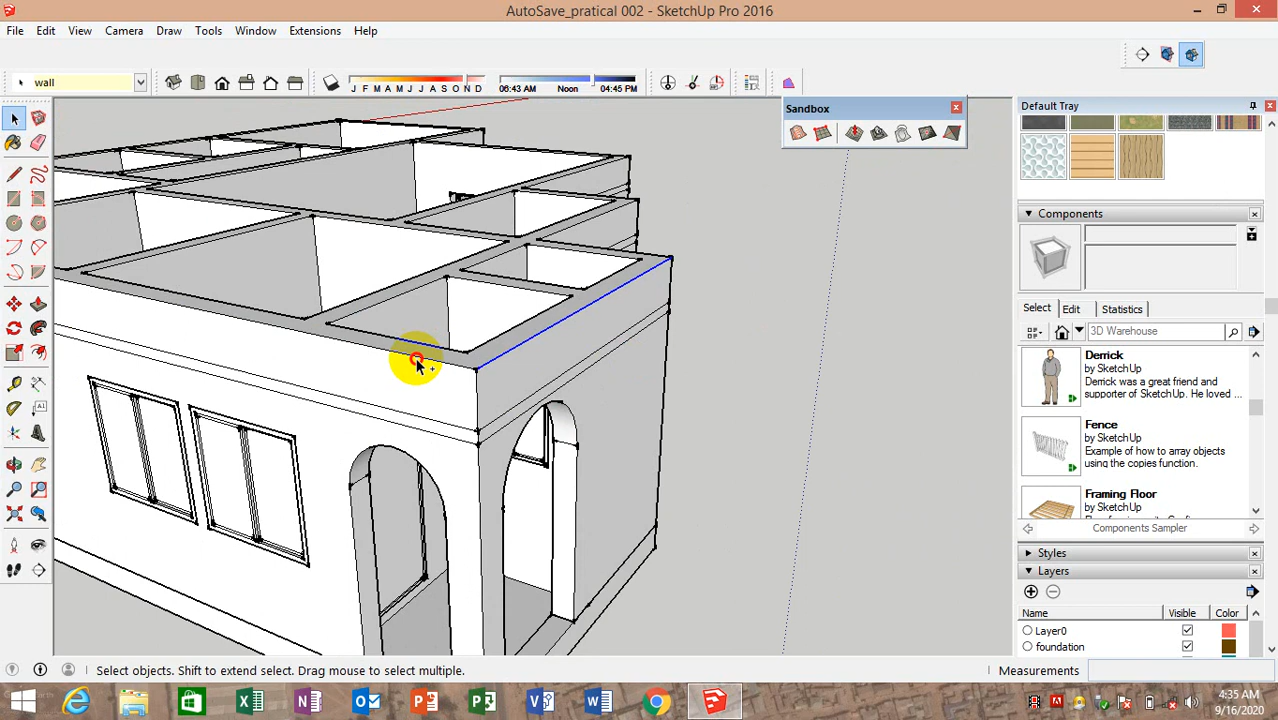 AutoSave_pratical 002 - SketchUp Pro 2016
File Edit View Camera Draw Tools Window Extensions Help
wall
J F M A M J J A S O N D
06:43 AM Noon 04:45 PM
Sandbox
Default Tray
Components
Select Edit Statistics
3D Warehouse
Derrick
by SketchUp
Derrick was a great friend and
supporter of SketchUp. He loved ...
Fence
by SketchUp
Example of how to array objects
using the copies function.
Framing Floor
by SketchUp
Components Sampler
Styles
Layers
Name Visible Color
Layer0
foundation
Select objects. Shift to extend select. Drag mouse to select multiple.
Measurements
4:35 AM
9/16/2020